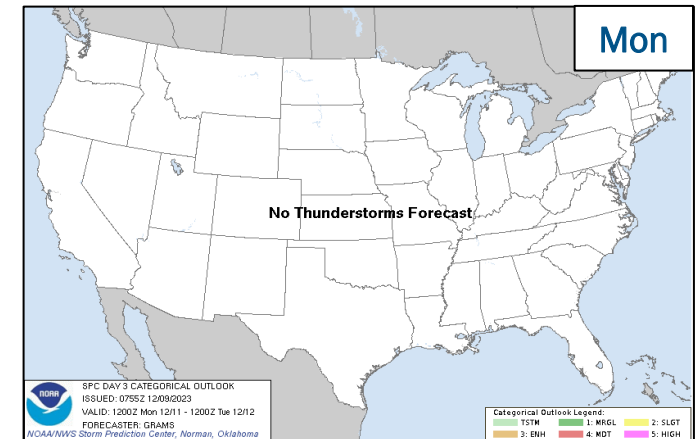 Mon
No Thunderstorms Forecast
NOAA
SPC DAY 3 CATEGORICAL OUTLOOK
ISSUED: 0755Z 12/09/2023
VALID: 1200Z Mon 12/11 - 1200Z Tue 12/12
FORECASTER: GRAMS
NOAA/NWS Storm Prediction Center, Norman, Oklahoma
Categorical Outlook Legend:
TSTM 1: MRGL 2: SLGT
3: ENH 4: MDT 5: HIGH